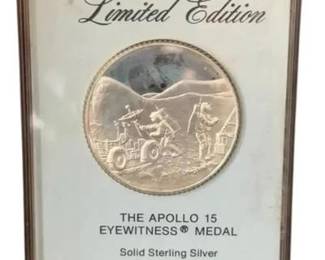 Limited Edition
THE APOLLO 15
EYEWITNESS® MEDAL
Solid Sterling Silver